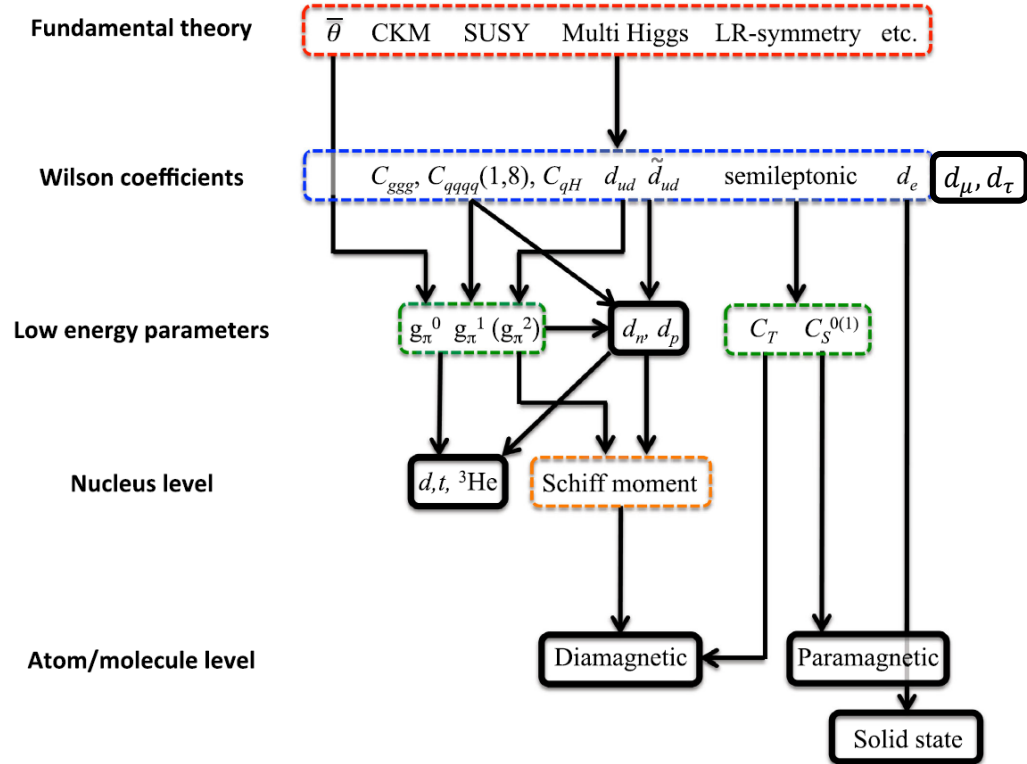 Fundamental theory θ̅ CKM SUSY Multi Higgs LR-symmetry etc.
Wilson coefficients C_ggg, C_qqqq(1,8), C_qH d_ud d̃_ud semileptonic d_e d_μ, d_τ
Low energy parameters g_π^0 g_π^1 (g_π^2) d_n, d_p C_T C_S^0(1)
Nucleus level d,t, ³He Schiff moment
Atom/molecule level Diamagnetic Paramagnetic
Solid state